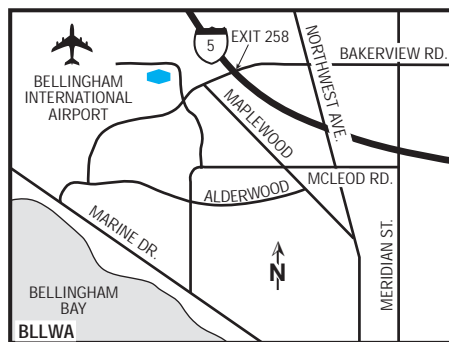 5
EXIT 258
NORTHWEST AVE.
BAKERVIEW RD.
BELLINGHAM
INTERNATIONAL
AIRPORT
MAPLEWOOD
MCLEOD RD.
ALDERWOOD
MARINE DR.
MERIDIAN ST.
N
BELLINGHAM
BAY
BLLWA